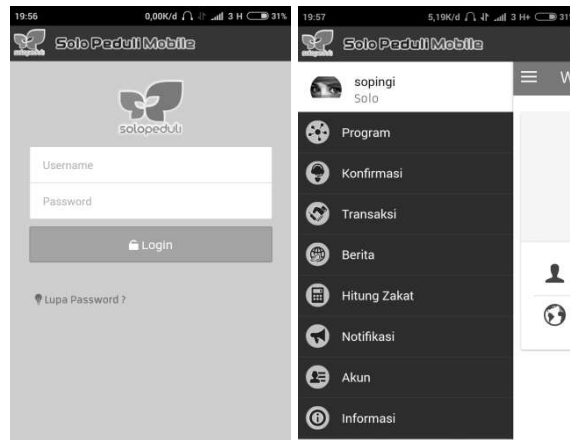 19:56 0,00K/d 3 H 31%
Solo Peduli Mobile
solopeduli
Username
Password
Login
Lupa Password ?
19:57 5,19K/d 3 H+ 31%
Solo Peduli Mobile
sopingi
Solo
W
Program
Konfirmasi
Transaksi
Berita
Hitung Zakat
Notifikasi
Akun
Informasi